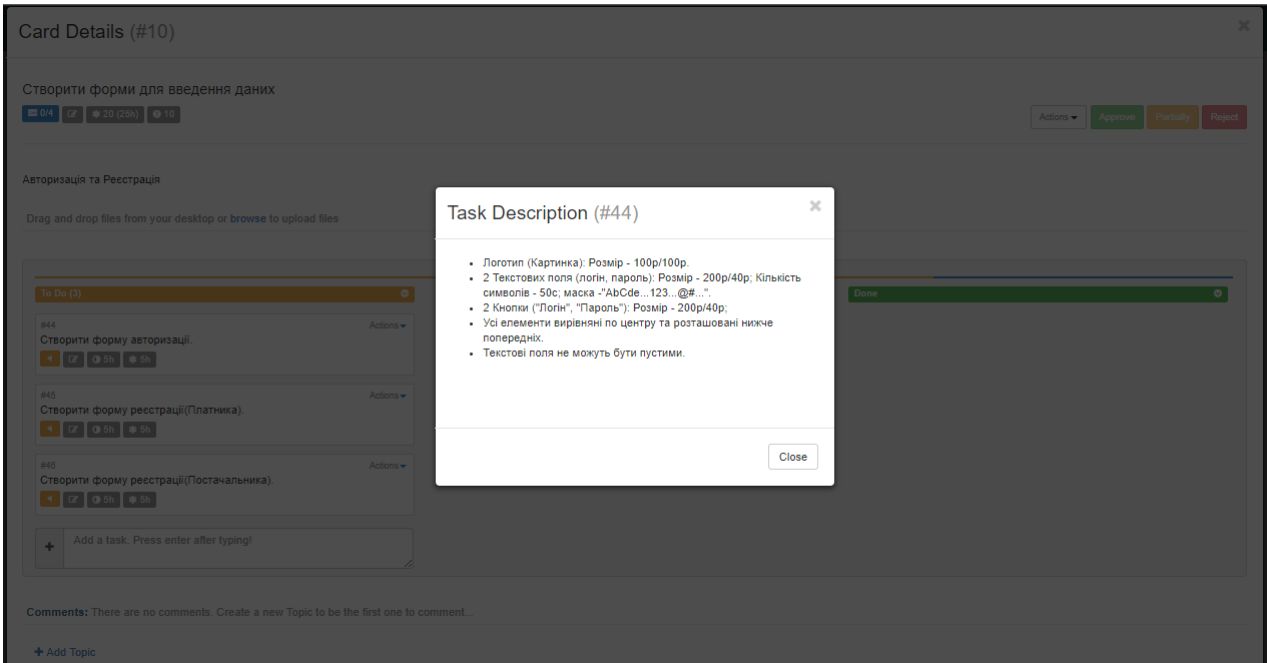 Card Details (#10)
Створити форми для введення даних
0/4 20 (25h) 10
Actions Approve Partially Reject
Авторизація та Реєстрація
Drag and drop files from your desktop or browse to upload files
To Do (3)
Done
#44 Actions
Створити форму авторизації.
5h 5h
#45 Actions
Створити форму реєстрації(Платника).
5h 5h
#46 Actions
Створити форму реєстрації(Постачальника).
5h 5h
Add a task. Press enter after typing!
Comments: There are no comments. Create a new Topic to be the first one to comment...
Add Topic
Task Description (#44)
Логотип (Картинка): Розмір - 100p/100p.
2 Текстових поля (логін, пароль): Розмір - 200p/40p; Кількість
символів - 50с; маска -"AbCde...123...@#...".
2 Кнопки ("Логін", "Пароль"): Розмір - 200p/40p;
Усі елементи вирівняні по центру та розташовані нижче
попередніх.
Текстові поля не можуть бути пустими.
Close